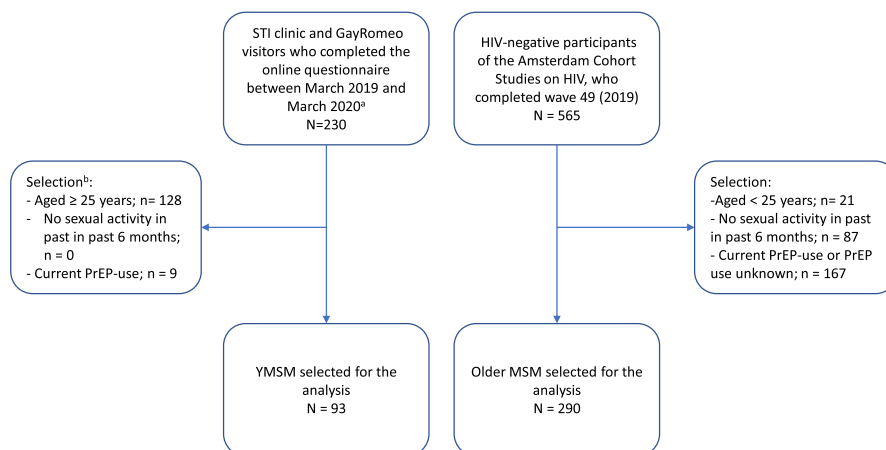 STI clinic and GayRomeo
visitors who completed the
online questionnaire
between March 2019 and
March 2020ᵃ
N=230
HIV-negative participants
of the Amsterdam Cohort
Studies on HIV, who
completed wave 49 (2019)
N = 565
Selectionᵇ:
- Aged ≥ 25 years; n= 128
- No sexual activity in
past in past 6 months;
n = 0
- Current PrEP-use; n = 9
Selection:
-Aged < 25 years; n= 21
- No sexual activity in past
in past 6 months; n = 87
- Current PrEP-use or PrEP
use unknown; n = 167
YMSM selected for the
analysis
N = 93
Older MSM selected for the
analysis
N = 290